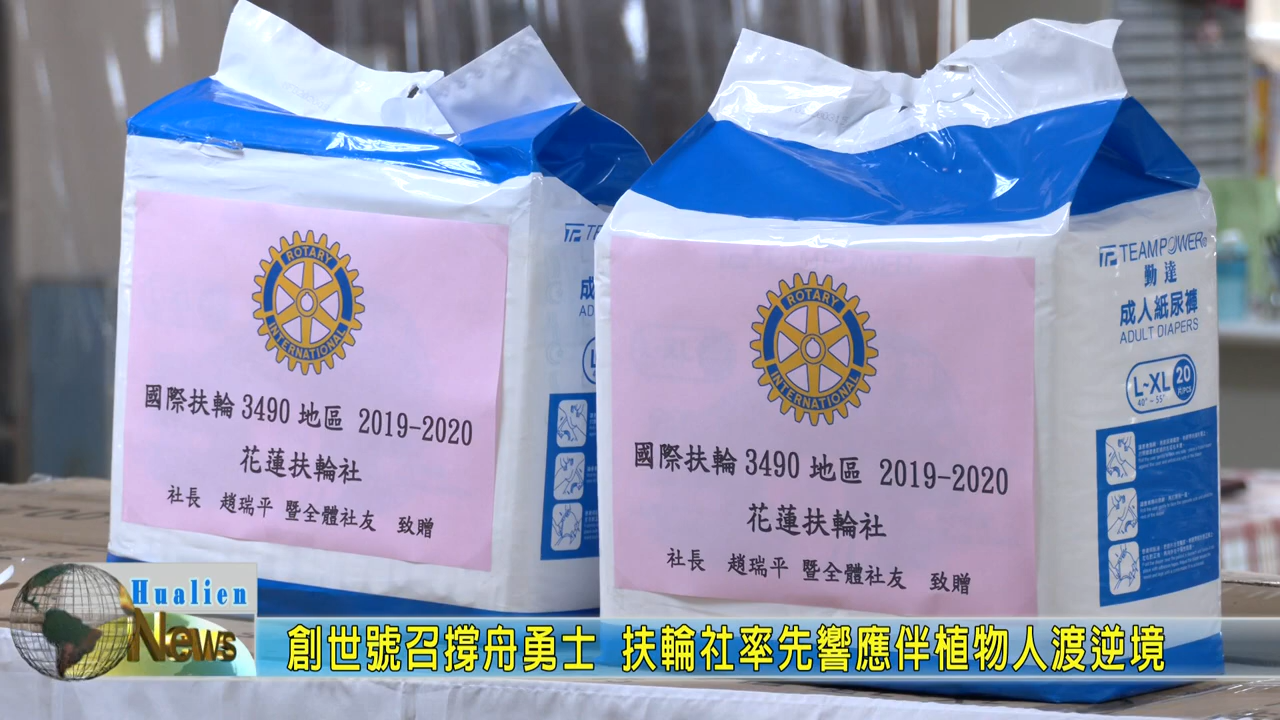 ROTARY
INTERNATIONAL
國際扶輪 3490 地區 2019-2020
花蓮扶輪社
社長 趙瑞平 暨全體社友 致贈
ROTARY
INTERNATIONAL
國際扶輪 3490 地區 2019-2020
花蓮扶輪社
社長 趙瑞平 暨全體社友 致贈
TEAMPOWER®
勤達
成人紙尿褲
ADULT DIAPERS
L~XL 20
40" ~ 55"
Hualien
News
創世號召撐舟勇士 扶輪社率先響應伴植物人渡逆境